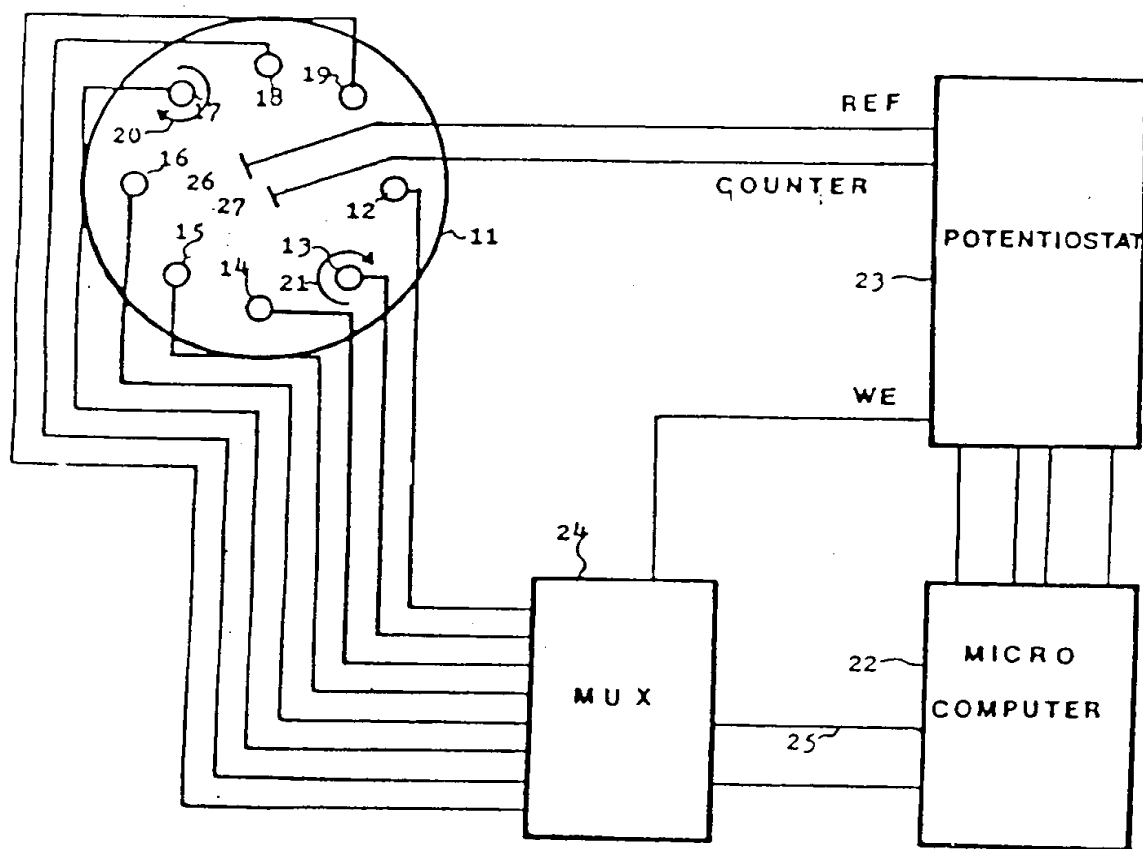 19
18
17
REF
20
16
26
COUNTER
12
27
11
POTENTIOSTAT
15
13
14
21
23
WE
24
22
MICRO
MUX
COMPUTER
25